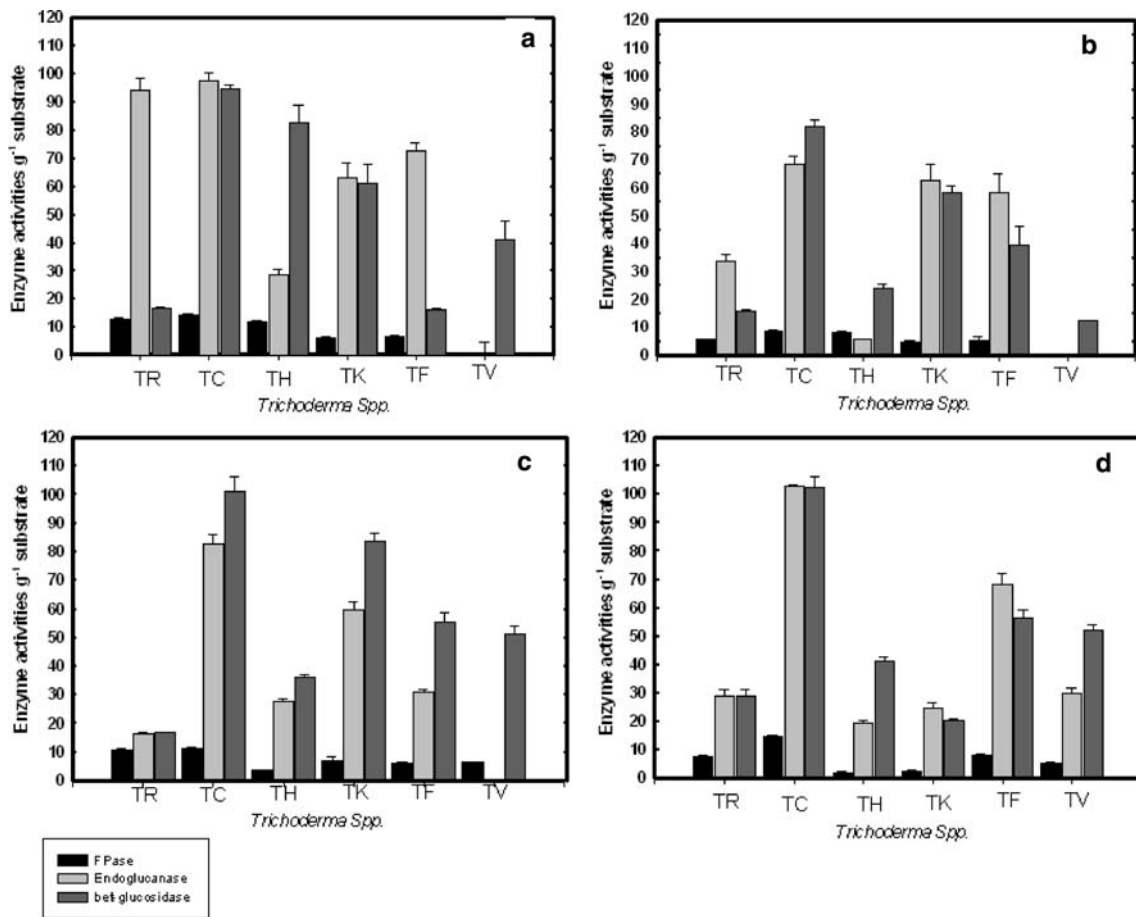 a
120
110
100
90
80
70
60
50
40
30
20
10
0
Enzyme activities g⁻¹ substrate
TR TC TH TK TF TV
Trichoderma Spp.
b
120
110
100
90
80
70
60
50
40
30
20
10
0
Enzyme activities g⁻¹ substrate
TR TC TH TK TF TV
Trichoderma Spp.
c
120
110
100
90
80
70
60
50
40
30
20
10
0
Enzyme activities g⁻¹ substrate
TR TC TH TK TF TV
Trichoderma Spp.
d
120
110
100
90
80
70
60
50
40
30
20
10
0
Enzyme activities g⁻¹ substrate
TR TC TH TK TF TV
Trichoderma Spp.
FPase
Endoglucanase
bet-glucosidase